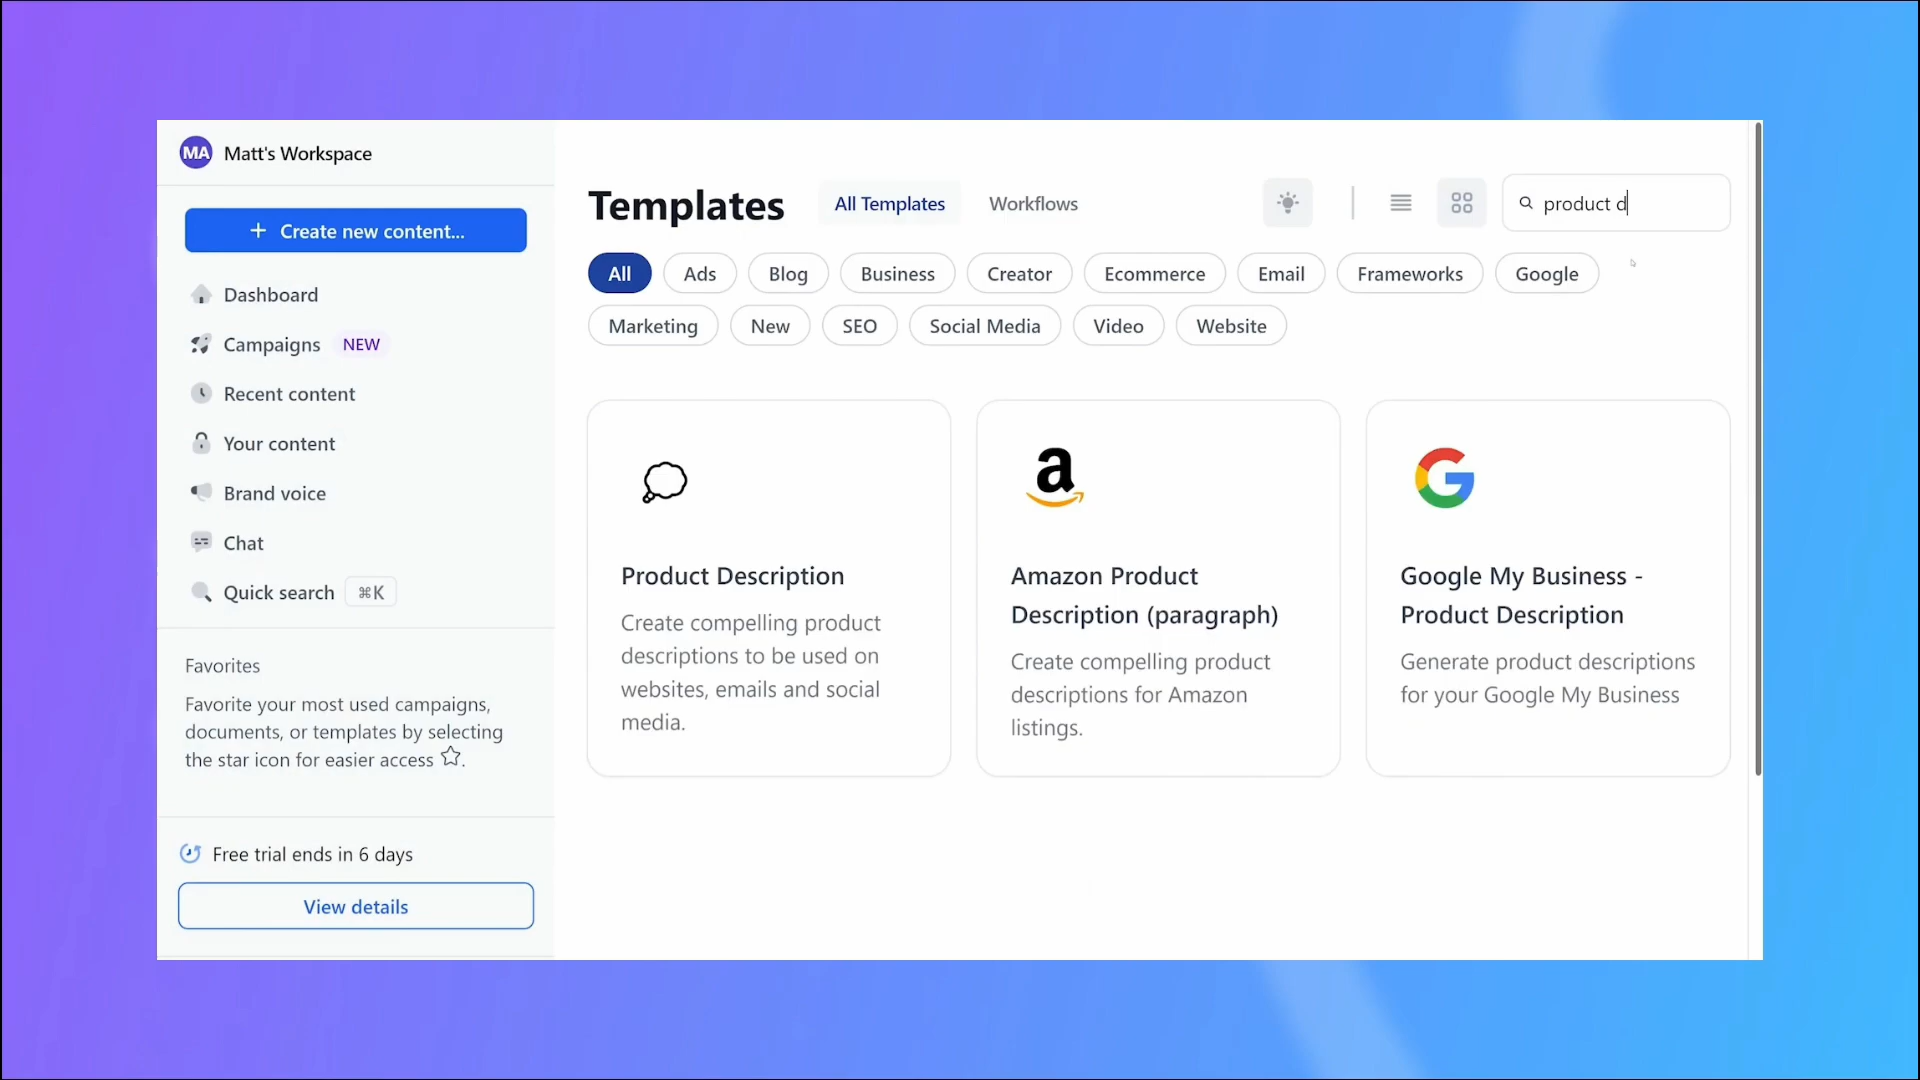 MA Matt's Workspace
+ Create new content...
Dashboard
Campaigns NEW
Recent content
Your content
Brand voice
Chat
Quick search ⌘K
Favorites
Favorite your most used campaigns,
documents, or templates by selecting
the star icon for easier access ☆.
Free trial ends in 6 days
View details
Templates All Templates Workflows product d
All Ads Blog Business Creator Ecommerce Email Frameworks Google
Marketing New SEO Social Media Video Website
Product Description
Create compelling product
descriptions to be used on
websites, emails and social
media.
a
Amazon Product
Description (paragraph)
Create compelling product
descriptions for Amazon
listings.
G
Google My Business -
Product Description
Generate product descriptions
for your Google My Business